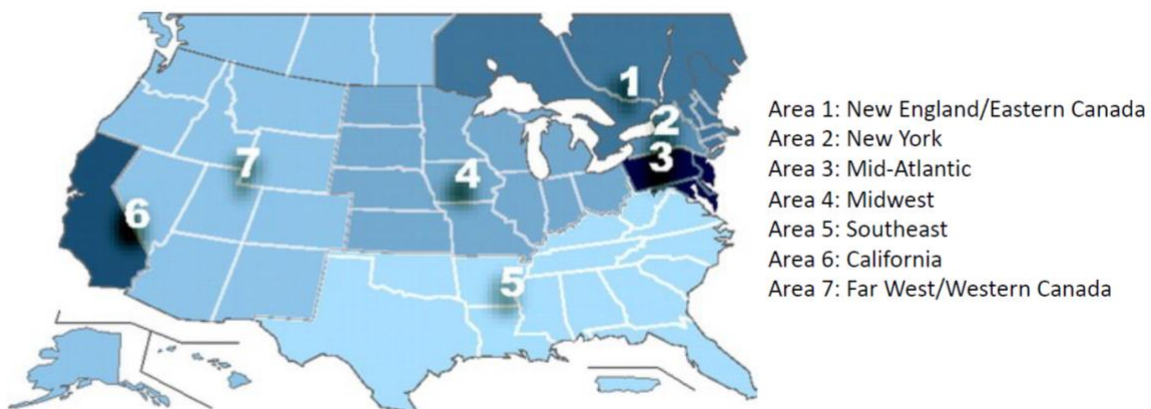 1
2
3
4
5
6
7
Area 1: New England/Eastern Canada
Area 2: New York
Area 3: Mid-Atlantic
Area 4: Midwest
Area 5: Southeast
Area 6: California
Area 7: Far West/Western Canada